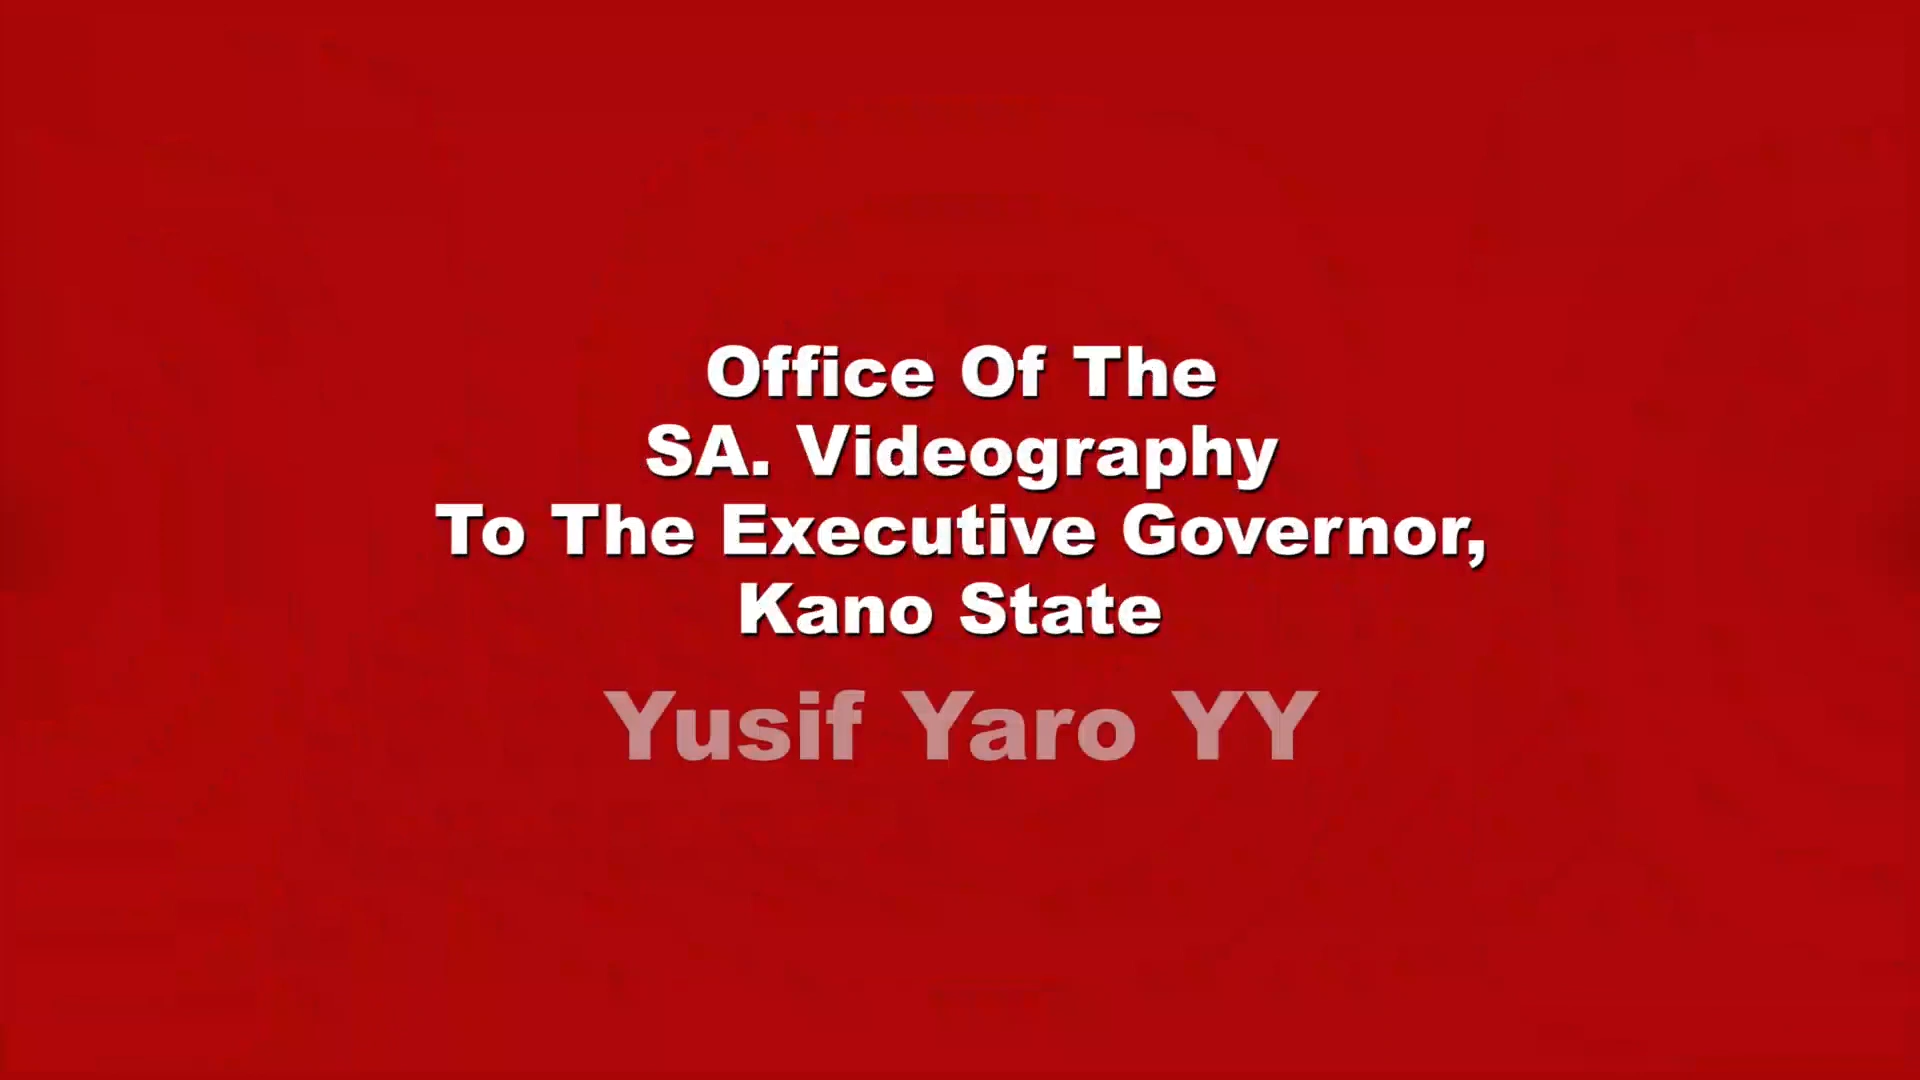 Office Of The
SA. Videography
To The Executive Governor,
Kano State
Yusif Yaro YY